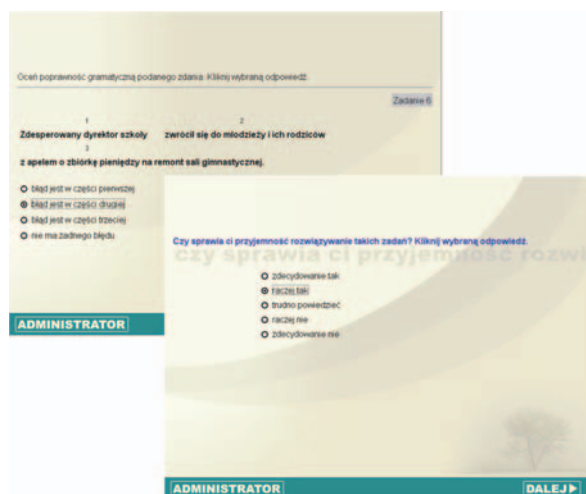 Oceń poprawność gramatyczną podanego zdania. Kliknij wybraną odpowiedź.
Zadanie 6
1 2
Zdesperowany dyrektor szkoły zwrócił się do młodzieży i ich rodziców
3
z apelem o zbiórkę pieniędzy na remont sali gimnastycznej.
błąd jest w części pierwszej
błąd jest w części drugiej
błąd jest w części trzeciej
nie ma żadnego błędu
ADMINISTRATOR
Czy sprawia ci przyjemność rozwiązywanie takich zadań? Kliknij wybraną odpowiedź.
czy sprawia ci przyjemność rozwi
zdecydowanie tak
raczej tak
trudno powiedzieć
raczej nie
zdecydowanie nie
ADMINISTRATOR
DALEJ